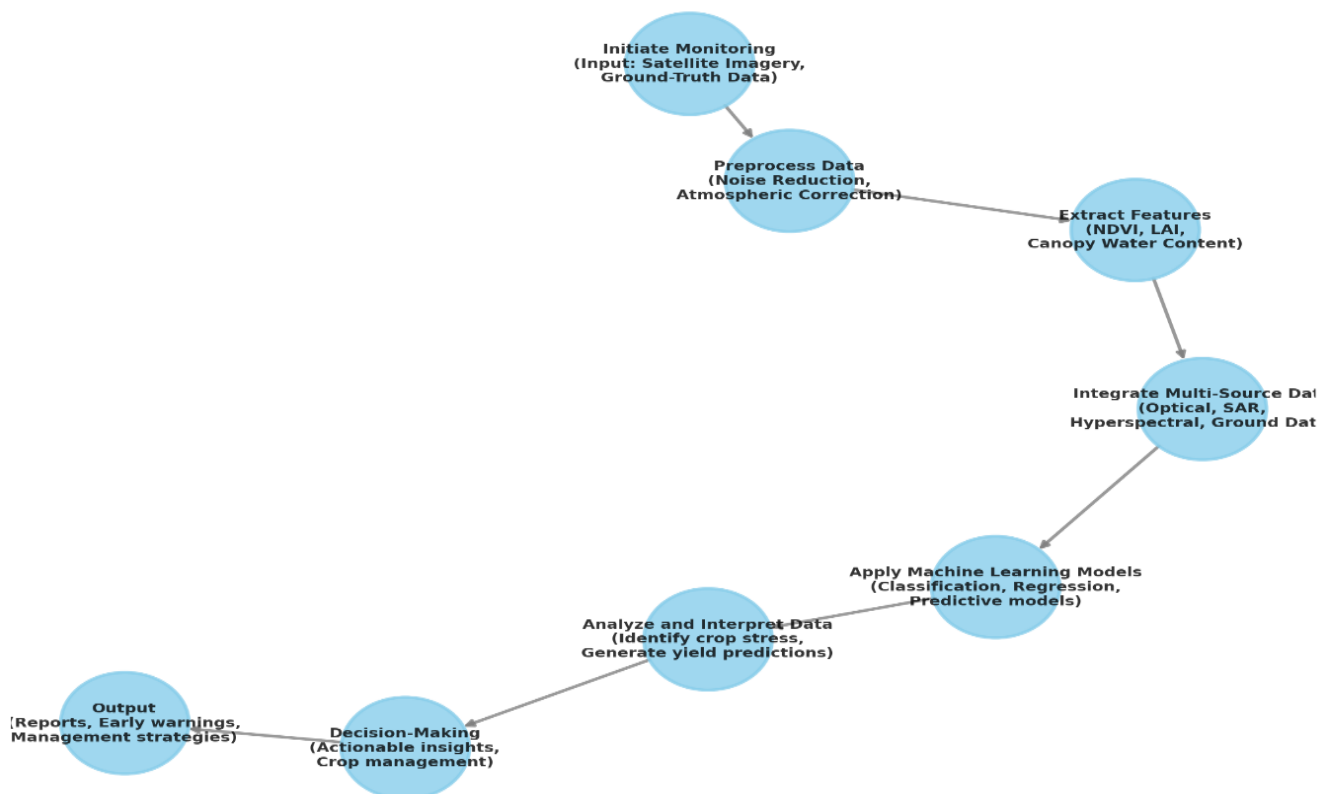 Initiate Monitoring
(Input: Satellite Imagery,
Ground-Truth Data)
Preprocess Data
(Noise Reduction,
Atmospheric Correction)
Extract Features
(NDVI, LAI,
Canopy Water Content)
Integrate Multi-Source Dat
(Optical, SAR,
Hyperspectral, Ground Dat
Apply Machine Learning Models
(Classification, Regression,
Predictive models)
Analyze and Interpret Data
(Identify crop stress,
Generate yield predictions)
Decision-Making
(Actionable insights,
Crop management)
Output
(Reports, Early warnings,
Management strategies)